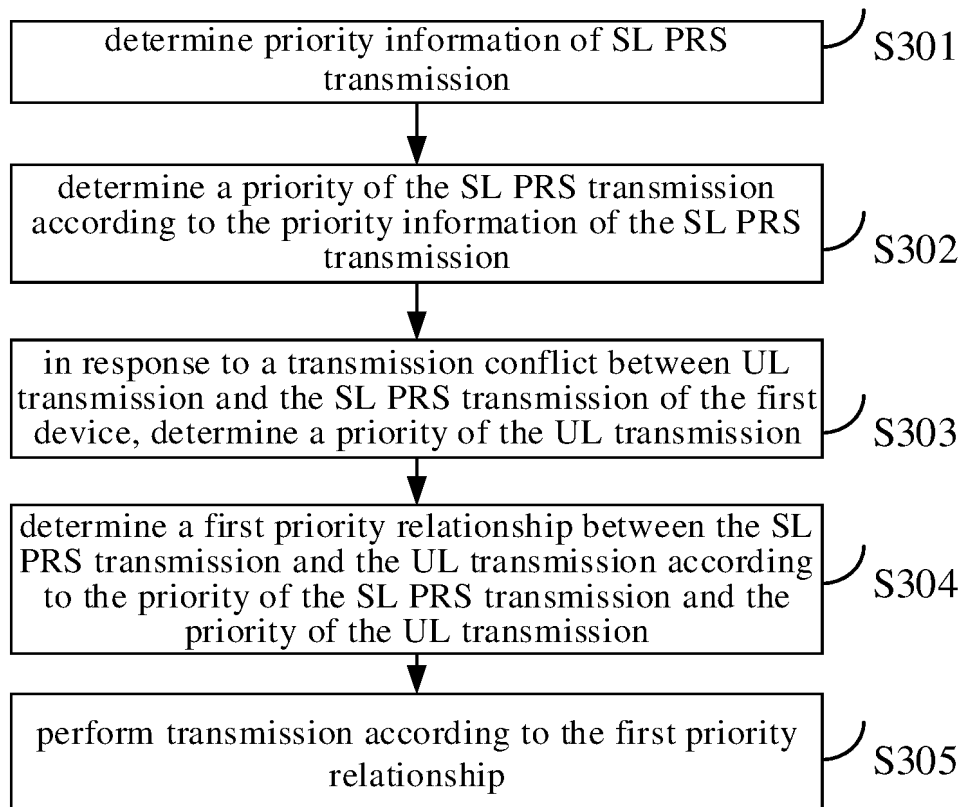 determine priority information of SL PRS
transmission
S301
determine a priority of the SL PRS transmission
according to the priority information of the SL PRS
transmission
S302
in response to a transmission conflict between UL
transmission and the SL PRS transmission of the first
device, determine a priority of the UL transmission
S303
determine a first priority relationship between the SL
PRS transmission and the UL transmission according
to the priority of the SL PRS transmission and the
priority of the UL transmission
S304
perform transmission according to the first priority
relationship
S305